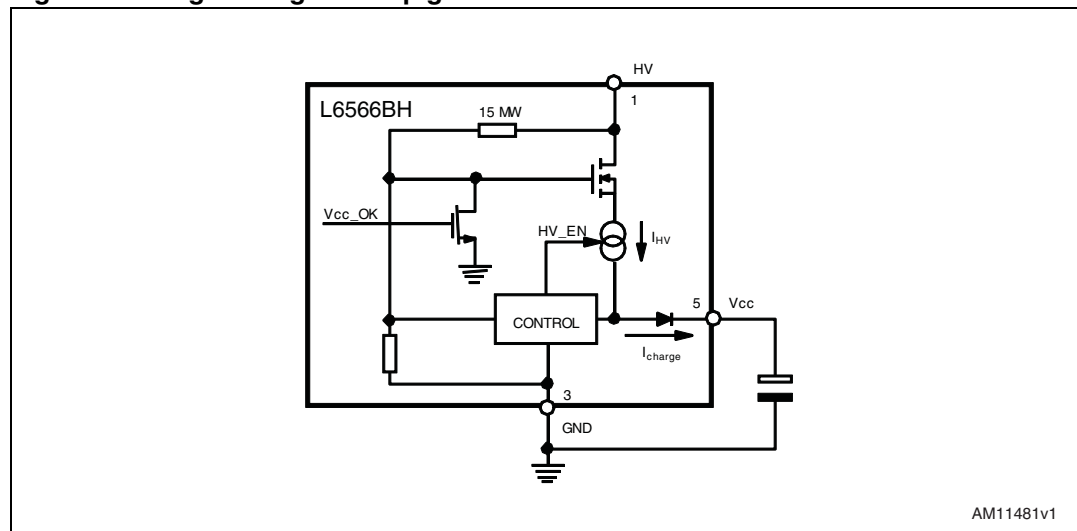 HV
1
L6566BH
15 MW
Vcc_OK
HV_EN
I_HV
5 Vcc
CONTROL
I_charge
3
GND
AM11481v1